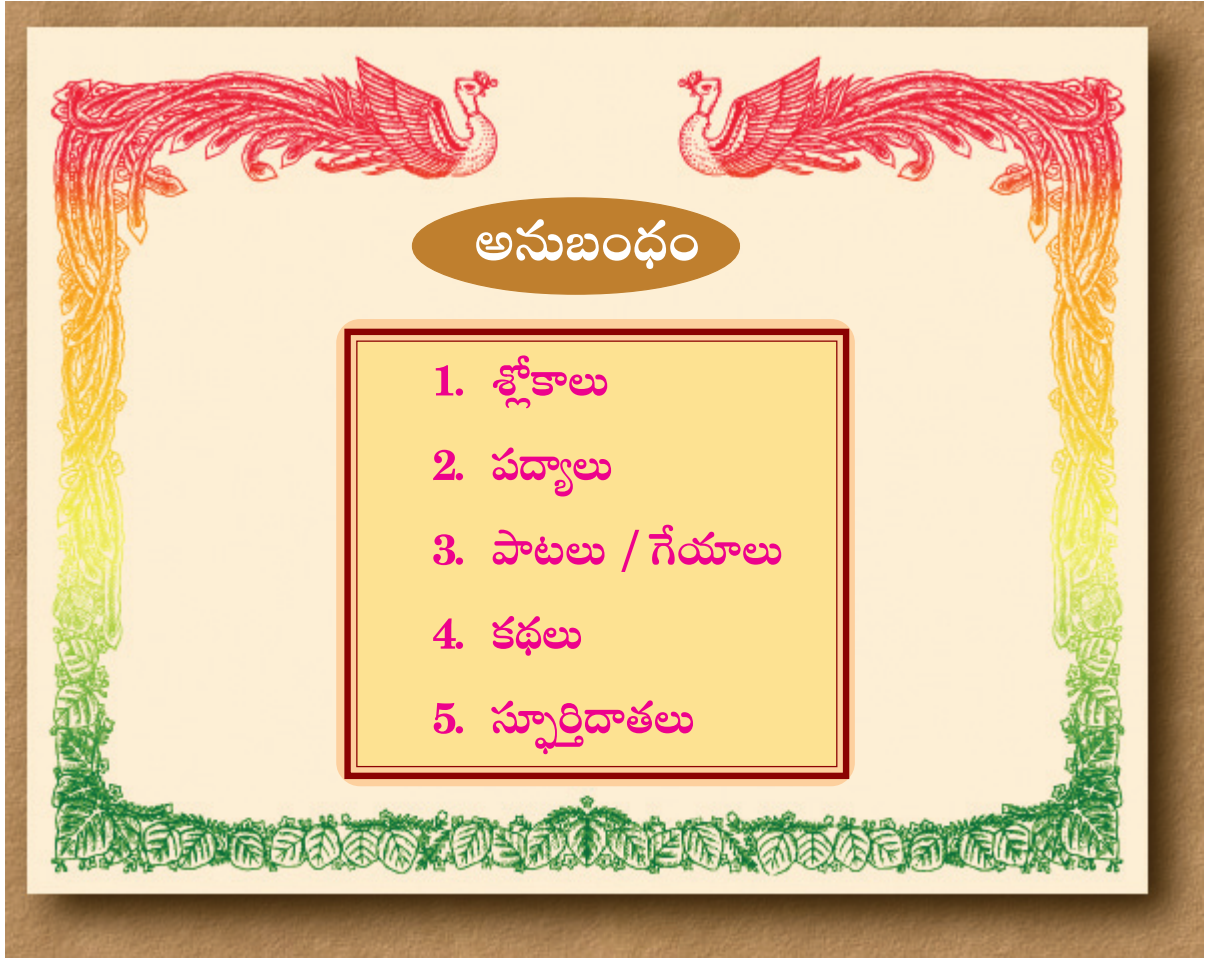 అనుబంధం
1. శ్లోకాలు
2. పద్యాలు
3. పాటలు / గేయాలు
4. కథలు
5. స్ఫూర్తిదాతలు